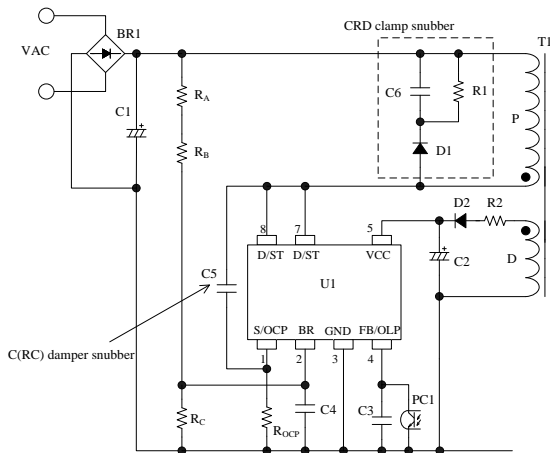 CRD clamp snubber
VAC
BR1
T1
C1
RA
RB
C6
R1
P
D1
D2
R2
8
7
5
D/ST
D/ST
VCC
C5
U1
C2
D
S/OCP
BR
GND
FB/OLP
1
2
3
4
C(RC) damper snubber
RC
ROCP
C4
C3
PC1